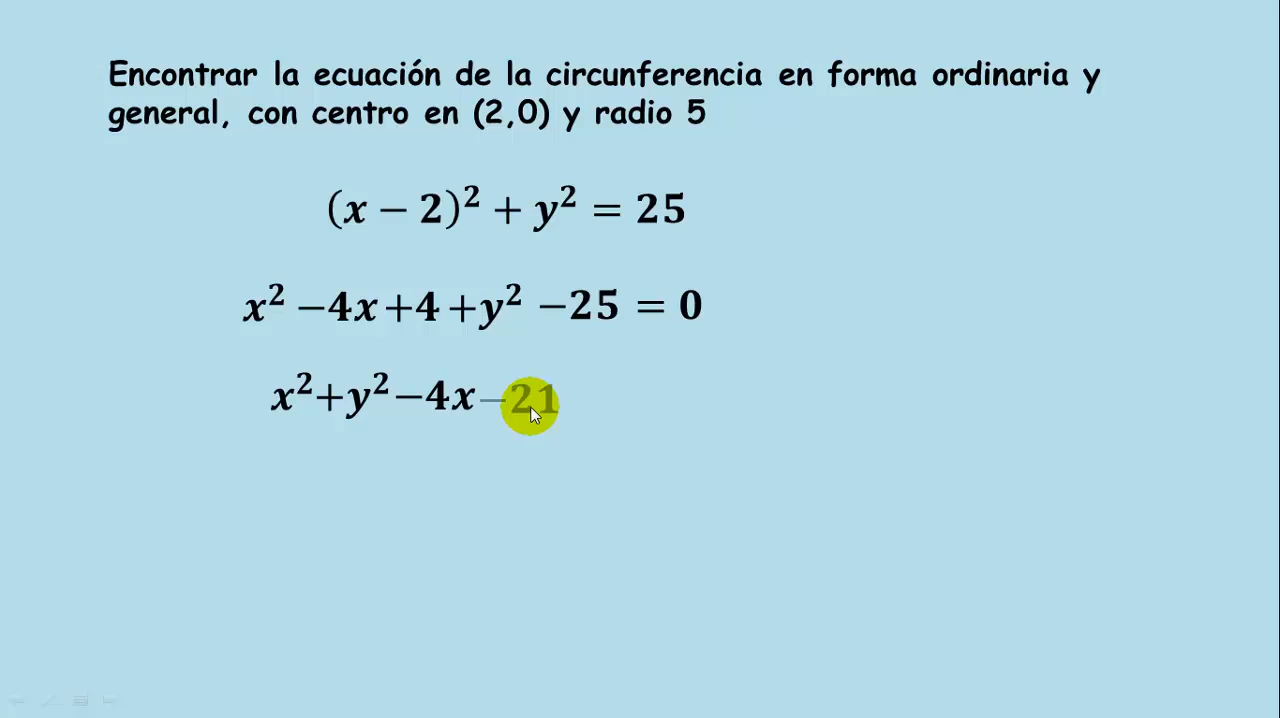 Encontrar la ecuación de la circunferencia en forma ordinaria y
general, con centro en (2,0) y radio 5
(x − 2)² + y² = 25
x² −4x+4 +y² −25 = 0
x²+y²−4x−21